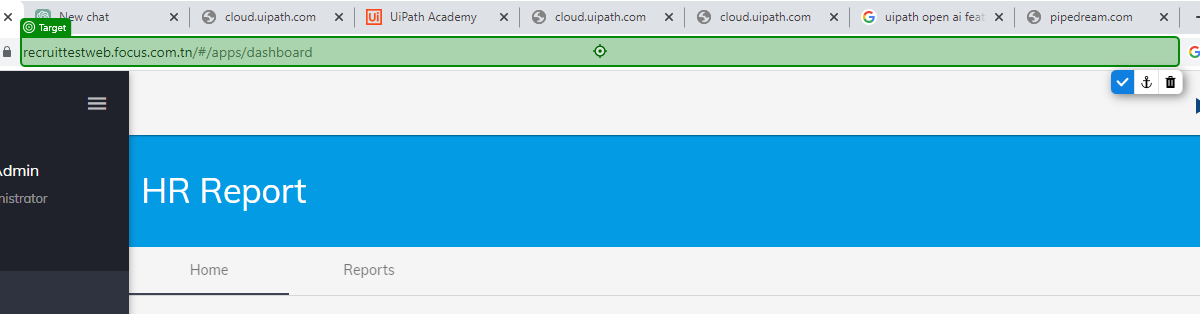 New chat
cloud.uipath.com
UiPath Academy
cloud.uipath.com
cloud.uipath.com
uipath open ai feat
pipedream.com
Target
recruittestweb.focus.com.tn/#/apps/dashboard
Admin
nistrator
HR Report
Home Reports